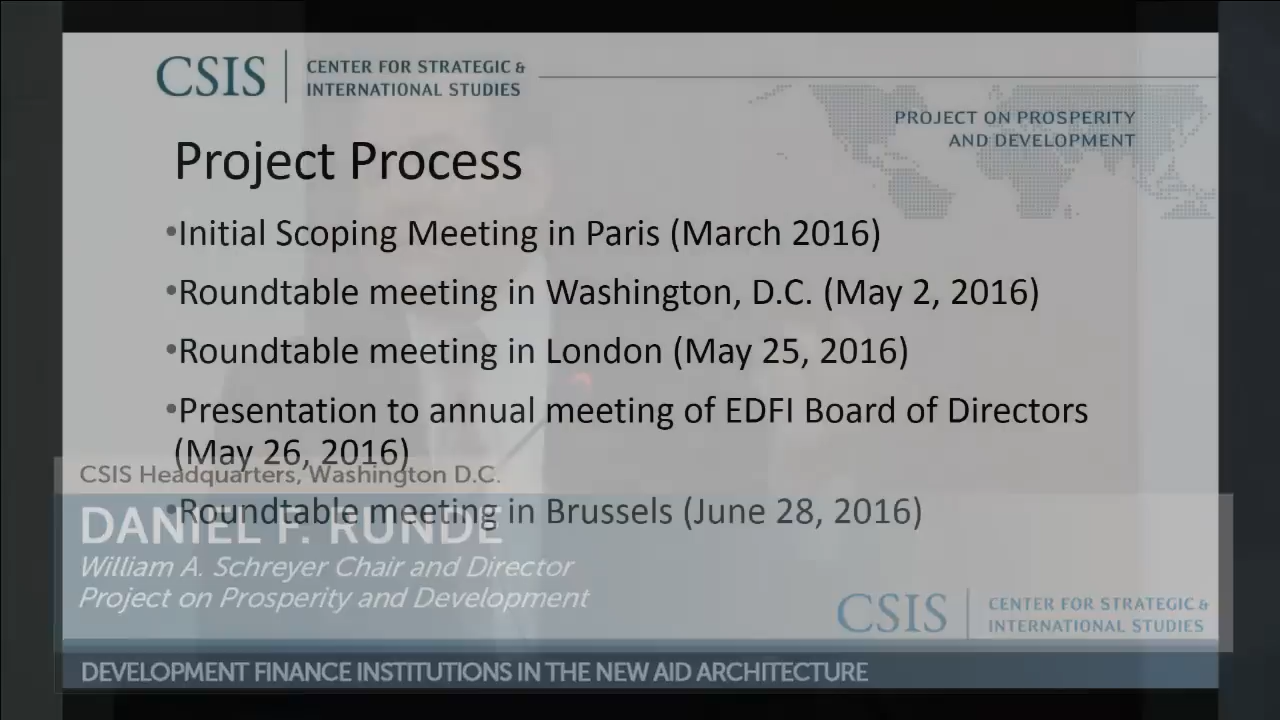 CSIS
CENTER FOR STRATEGIC &
INTERNATIONAL STUDIES
PROJECT ON PROSPERITY
AND DEVELOPMENT
Project Process
•Initial Scoping Meeting in Paris (March 2016)
•Roundtable meeting in Washington, D.C. (May 2, 2016)
•Roundtable meeting in London (May 25, 2016)
•Presentation to annual meeting of EDFI Board of Directors
(May 26, 2016)
CSIS Headquarters, Washington D.C.
•Roundtable meeting in Brussels (June 28, 2016)
DANIEL F. RUNDE
William A. Schreyer Chair and Director
Project on Prosperity and Development
CSIS
CENTER FOR STRATEGIC &
INTERNATIONAL STUDIES
DEVELOPMENT FINANCE INSTITUTIONS IN THE NEW AID ARCHITECTURE